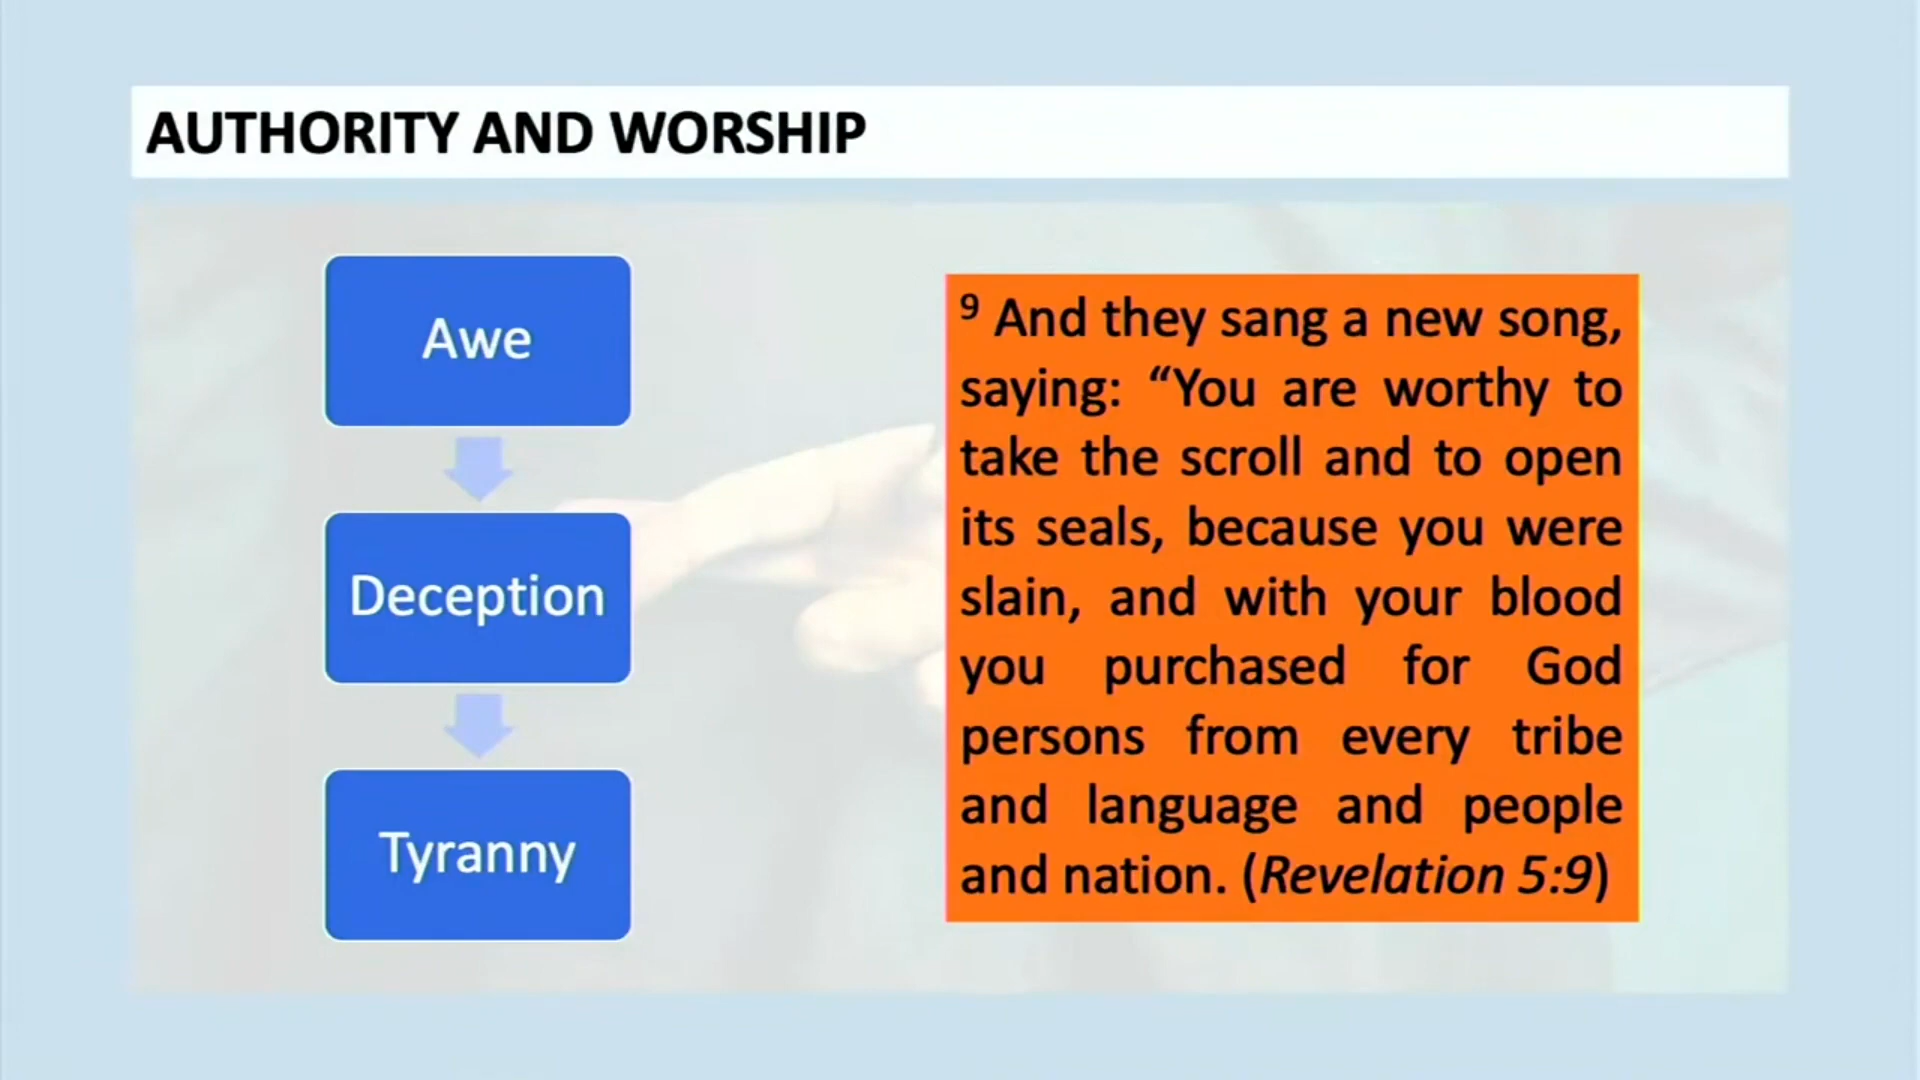 AUTHORITY AND WORSHIP
Awe
Deception
Tyranny
9 And they sang a new song,
saying: “You are worthy to
take the scroll and to open
its seals, because you were
slain, and with your blood
you purchased for God
persons from every tribe
and language and people
and nation. (Revelation 5:9)